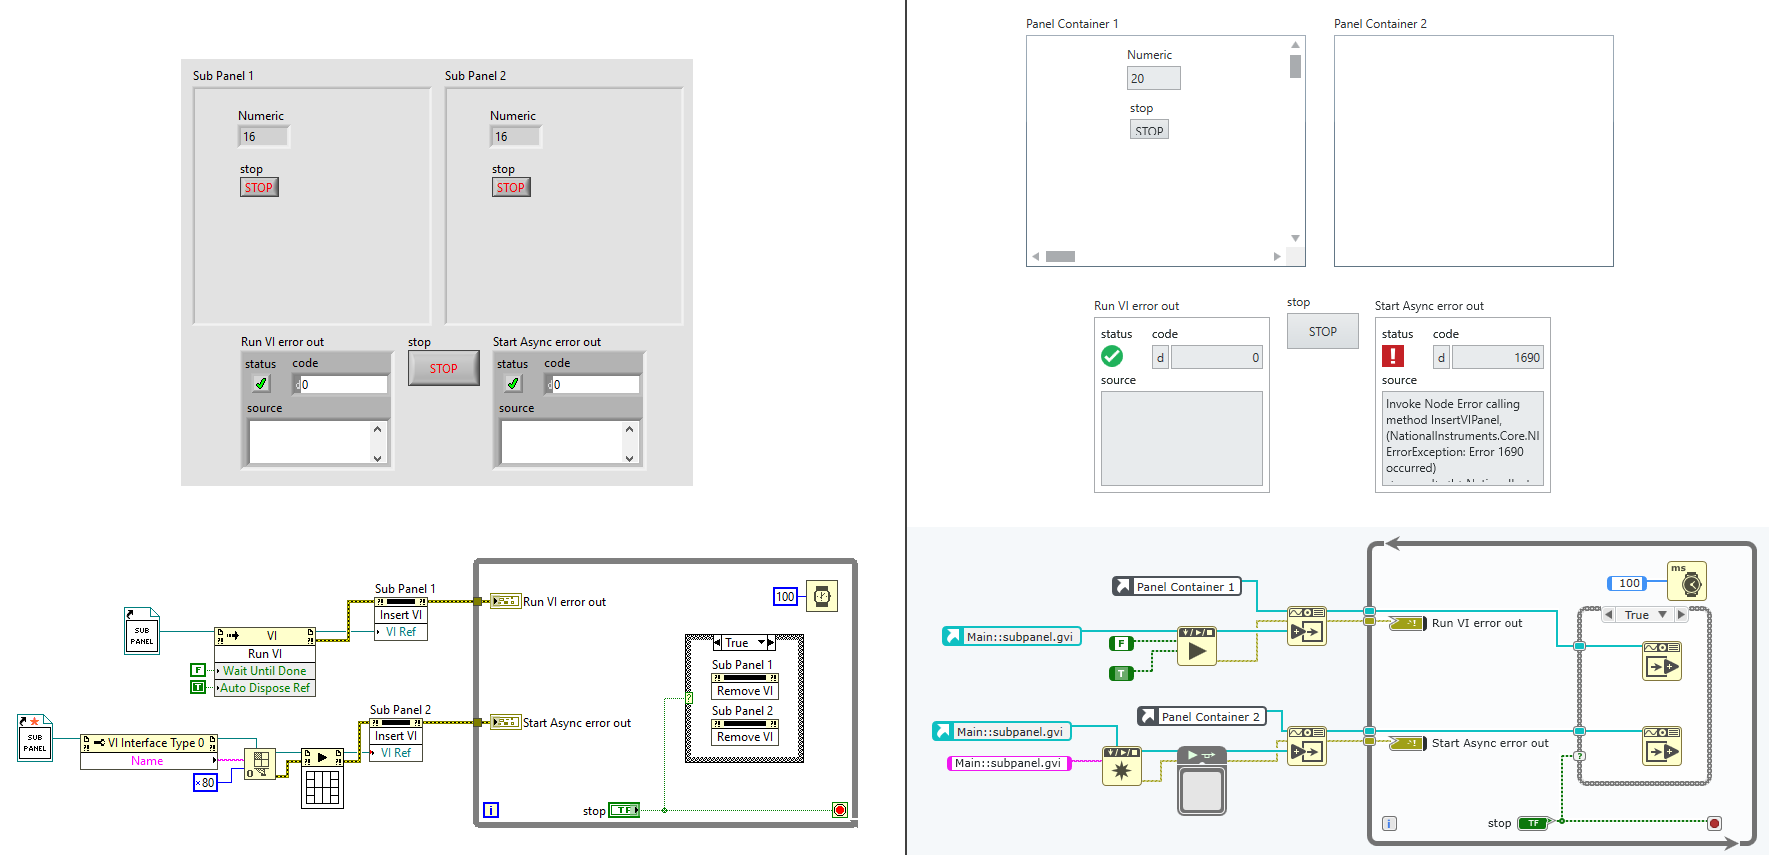 Sub Panel 1
Sub Panel 2
Numeric
16
stop
STOP
Numeric
16
stop
STOP
Run VI error out
status
code
d
0
source
stop
STOP
Start Async error out
status
code
d
0
source
SUB
PANEL
VI
Run VI
Wait Until Done
Auto Dispose Ref
F
T
Sub Panel 1
Insert VI
VI Ref
Run VI error out
100
True
Sub Panel 1
Remove VI
Sub Panel 2
Remove VI
?
SUB
PANEL
VI Interface Type 0
Name
×80
0
Sub Panel 2
Insert VI
VI Ref
Start Async error out
i
stop
TF
Panel Container 1
Panel Container 2
Numeric
20
stop
STOP
Run VI error out
status
code
d
0
source
stop
STOP
Start Async error out
status
code
d
1690
source
Invoke Node Error calling
method InsertVIPanel,
(NationalInstruments.Core.NI
ErrorException: Error 1690
occurred)
Panel Container 1
Main::subpanel.gvi
F
T
Run VI error out
100
ms
True
Panel Container 2
Main::subpanel.gvi
Main::subpanel.gvi
Start Async error out
?
i
stop
TF